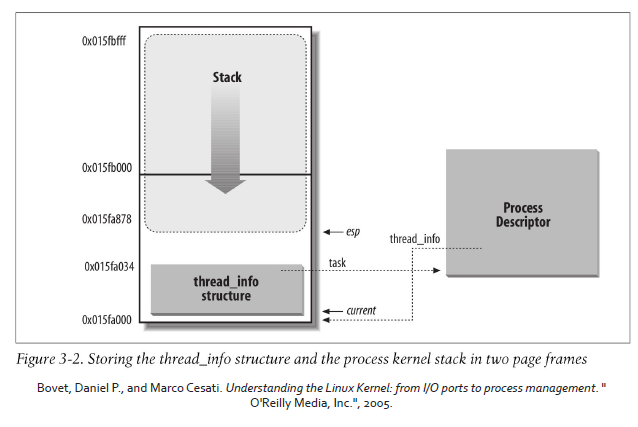 0x015fbfff
Stack
0x015fb000
0x015fa878
esp
thread_info
Process
Descriptor
0x015fa034
task
thread_info
structure
current
0x015fa000
Figure 3-2. Storing the thread_info structure and the process kernel stack in two page frames
Bovet, Daniel P., and Marco Cesati. Understanding the Linux Kernel: from I/O ports to process management. "
O'Reilly Media, Inc.", 2005.